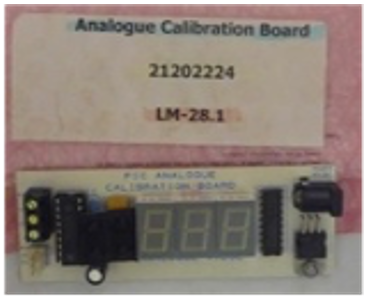 Analogue Calibration Board
21202224
LM-28.1
PIC ANALOGUE
CALIBRATION BOARD